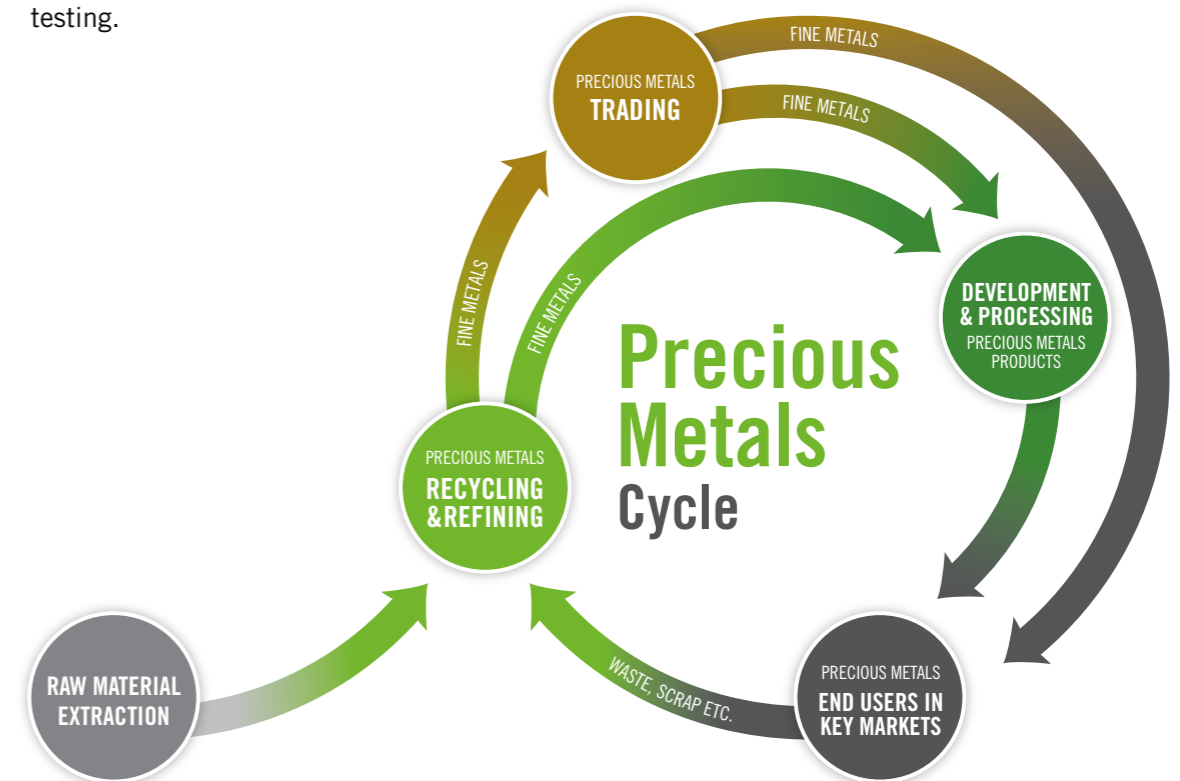 testing.
FINE METALS
PRECIOUS METALS
TRADING
FINE METALS
FINE METALS
FINE METALS
DEVELOPMENT
& PROCESSING
PRECIOUS METALS
PRODUCTS
Precious
Metals
Cycle
PRECIOUS METALS
RECYCLING
&REFINING
WASTE, SCRAP ETC.
PRECIOUS METALS
END USERS IN
KEY MARKETS
RAW MATERIAL
EXTRACTION